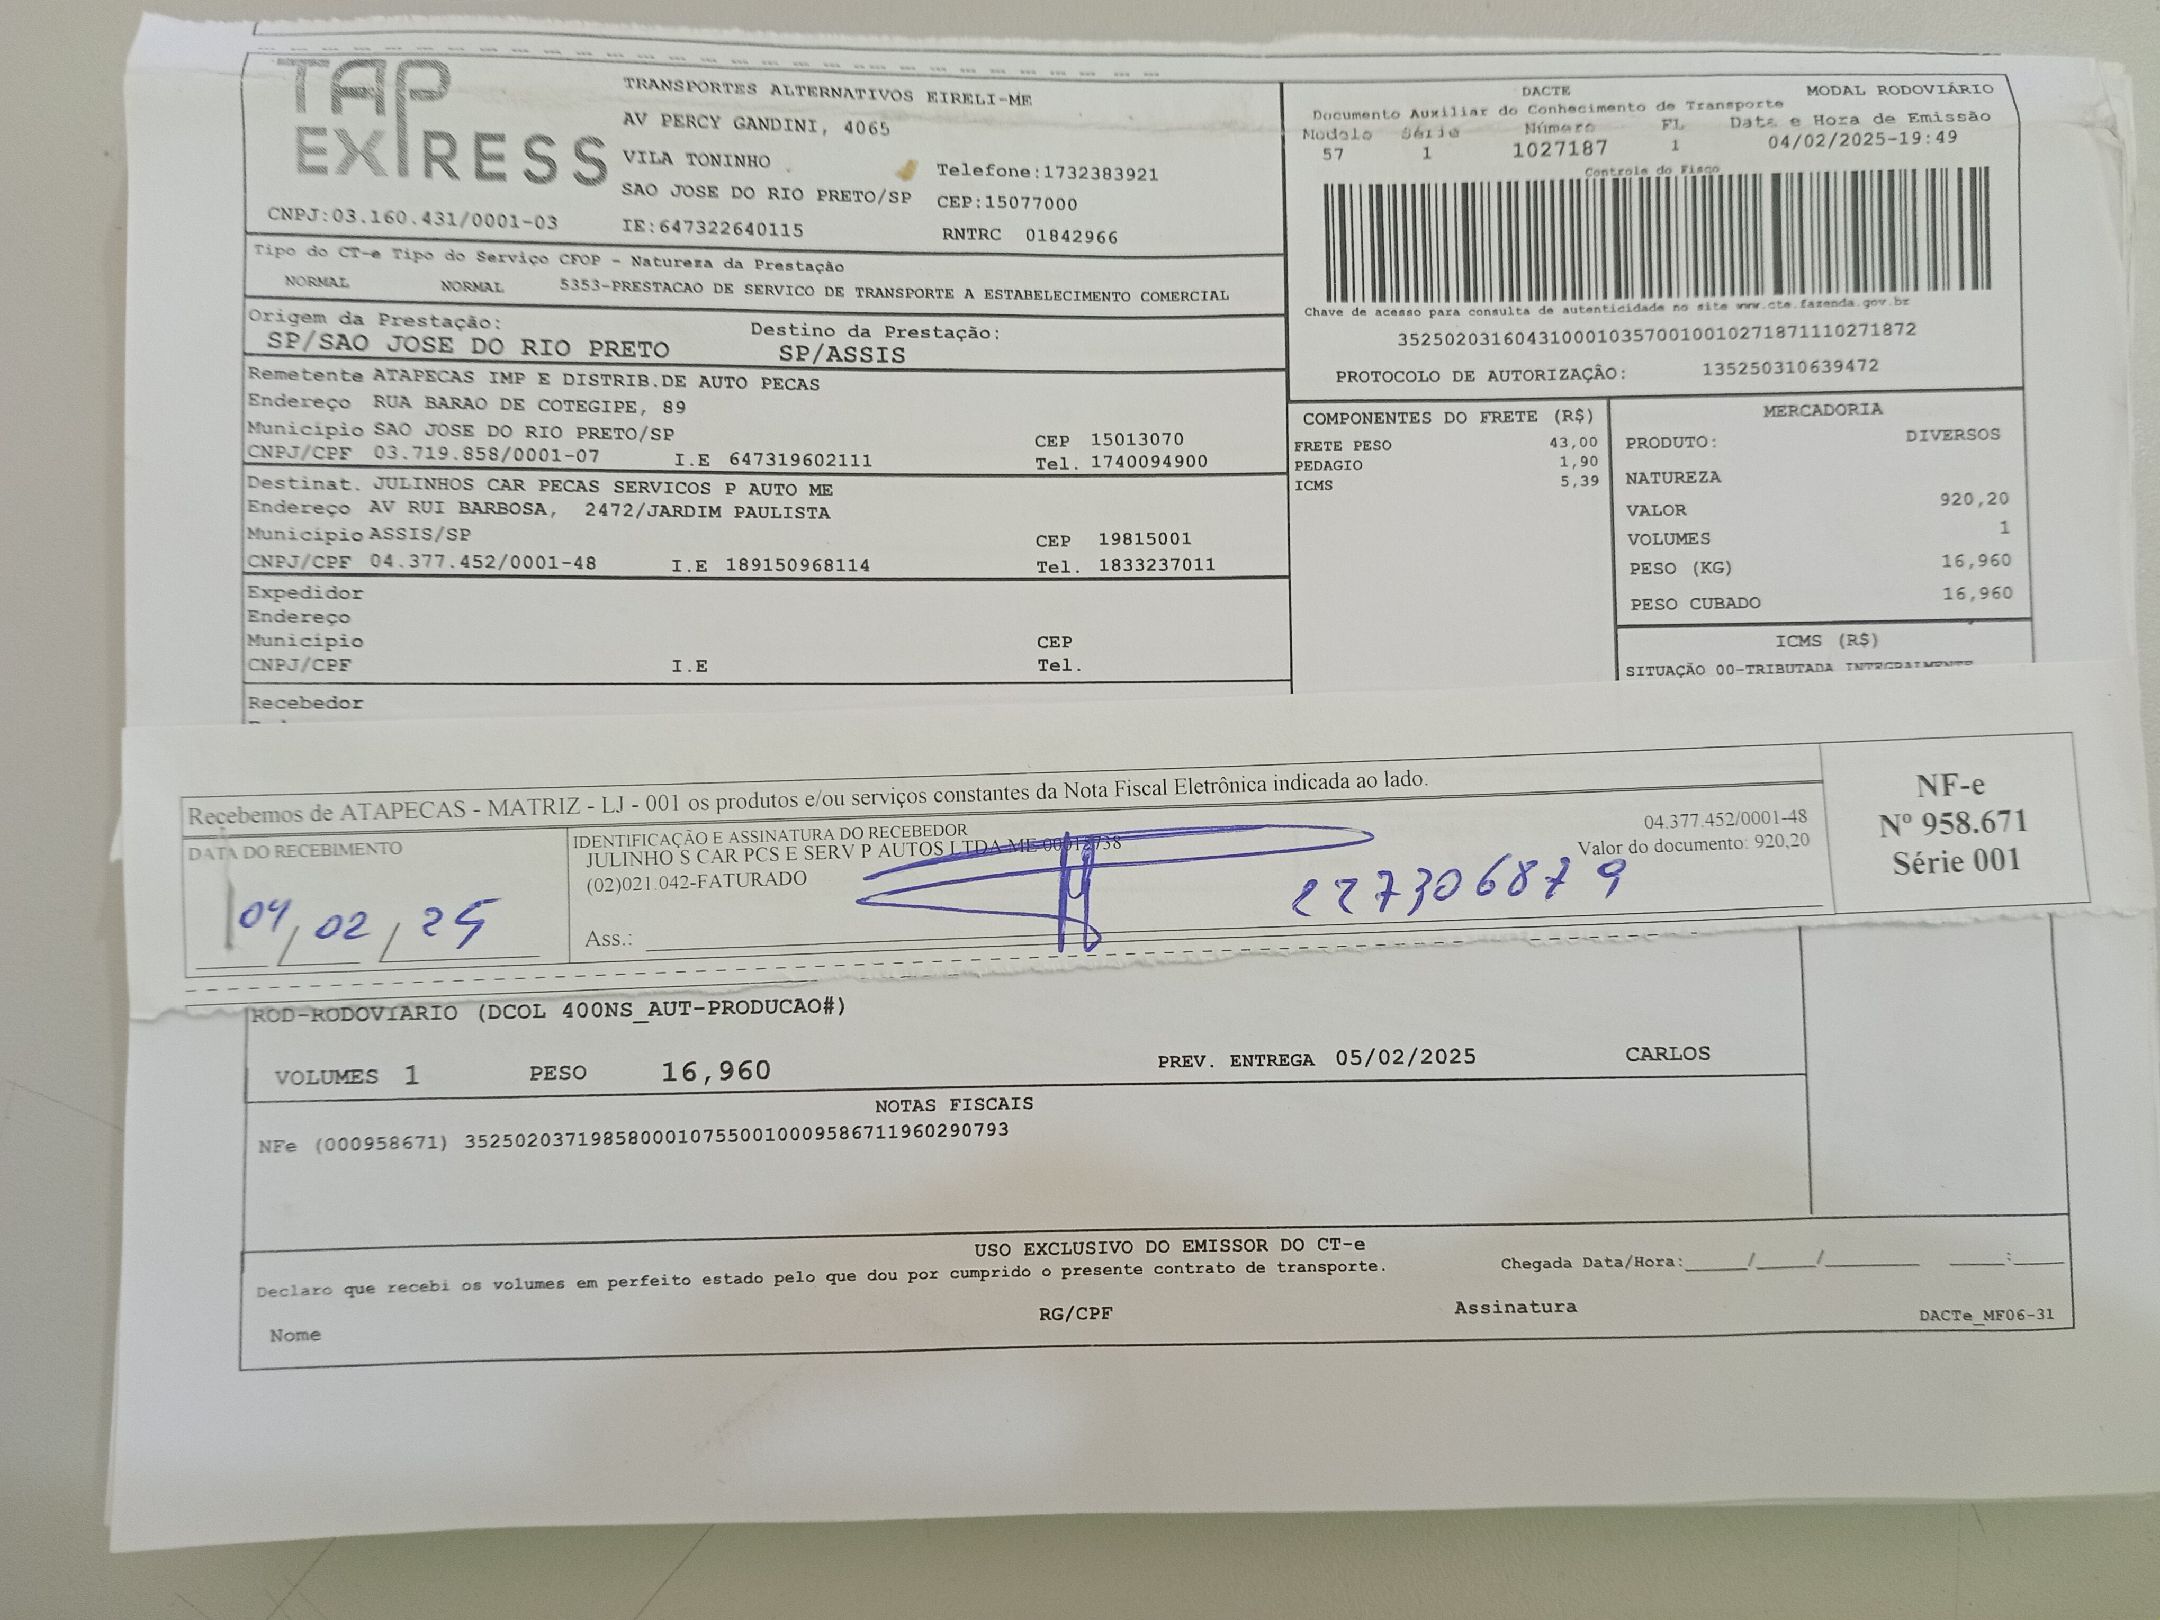 TAP EXPRESS
TRANSPORTES ALTERNATIVOS EIRELI-ME
AV PERCY GANDINI, 4065
VILA TONINHO
Telefone:1732383921
SAO JOSE DO RIO PRETO/SP CEP:15077000
CNPJ:03.160.431/0001-03 IE:647322640115 RNTRC 01842966
DACTE MODAL RODOVIÁRIO
Documento Auxiliar do Conhecimento de Transporte
Modelo Série Número FL Data e Hora de Emissão
57 1 1027187 1 04/02/2025-19:49
Controle do Fisco
Chave de acesso para consulta de autenticidade no site www.cte.fazenda.gov.br
35250203160431000103570010010271871110271872
PROTOCOLO DE AUTORIZAÇÃO: 135250310639472
Tipo do CT-e Tipo do Serviço CFOP - Natureza da Prestação
NORMAL NORMAL 5353-PRESTACAO DE SERVICO DE TRANSPORTE A ESTABELECIMENTO COMERCIAL
Origem da Prestação: Destino da Prestação:
SP/SAO JOSE DO RIO PRETO SP/ASSIS
Remetente ATAPECAS IMP E DISTRIB.DE AUTO PECAS
Endereço RUA BARAO DE COTEGIPE, 89
Município SAO JOSE DO RIO PRETO/SP CEP 15013070
CNPJ/CPF 03.719.858/0001-07 I.E 647319602111 Tel. 1740094900
Destinat. JULINHOS CAR PECAS SERVICOS P AUTO ME
Endereço AV RUI BARBOSA, 2472/JARDIM PAULISTA
Município ASSIS/SP CEP 19815001
CNPJ/CPF 04.377.452/0001-48 I.E 189150968114 Tel. 1833237011
Expedidor
Endereço
Município CEP
CNPJ/CPF I.E Tel.
Recebedor
COMPONENTES DO FRETE (R$)
FRETE PESO 43,00
PEDAGIO 1,90
ICMS 5,39
MERCADORIA
PRODUTO: DIVERSOS
NATUREZA
VALOR 920,20
VOLUMES 1
PESO (KG) 16,960
PESO CUBADO 16,960
ICMS (R$)
SITUAÇÃO 00-TRIBUTADA INTEGRALMENTE
Recebemos de ATAPECAS - MATRIZ - LJ - 001 os produtos e/ou serviços constantes da Nota Fiscal Eletrônica indicada ao lado.
DATA DO RECEBIMENTO
04/02/25
IDENTIFICAÇÃO E ASSINATURA DO RECEBEDOR
JULINHO S CAR PCS E SERV P AUTOS LTDA ME 00012738
(02)021.042-FATURADO
04.377.452/0001-48
Valor do documento: 920,20
227306879
Ass.:
NF-e
Nº 958.671
Série 001
ROD-RODOVIARIO (DCOL 400NS_AUT-PRODUCAO#)
VOLUMES 1 PESO 16,960 PREV. ENTREGA 05/02/2025 CARLOS
NOTAS FISCAIS
NFe (000958671) 35250203719858000107550010009586711960290793
USO EXCLUSIVO DO EMISSOR DO CT-e
Declaro que recebi os volumes em perfeito estado pelo que dou por cumprido o presente contrato de transporte.
Chegada Data/Hora:____/____/______ ____:____
Nome RG/CPF Assinatura
DACTe_MF06-31